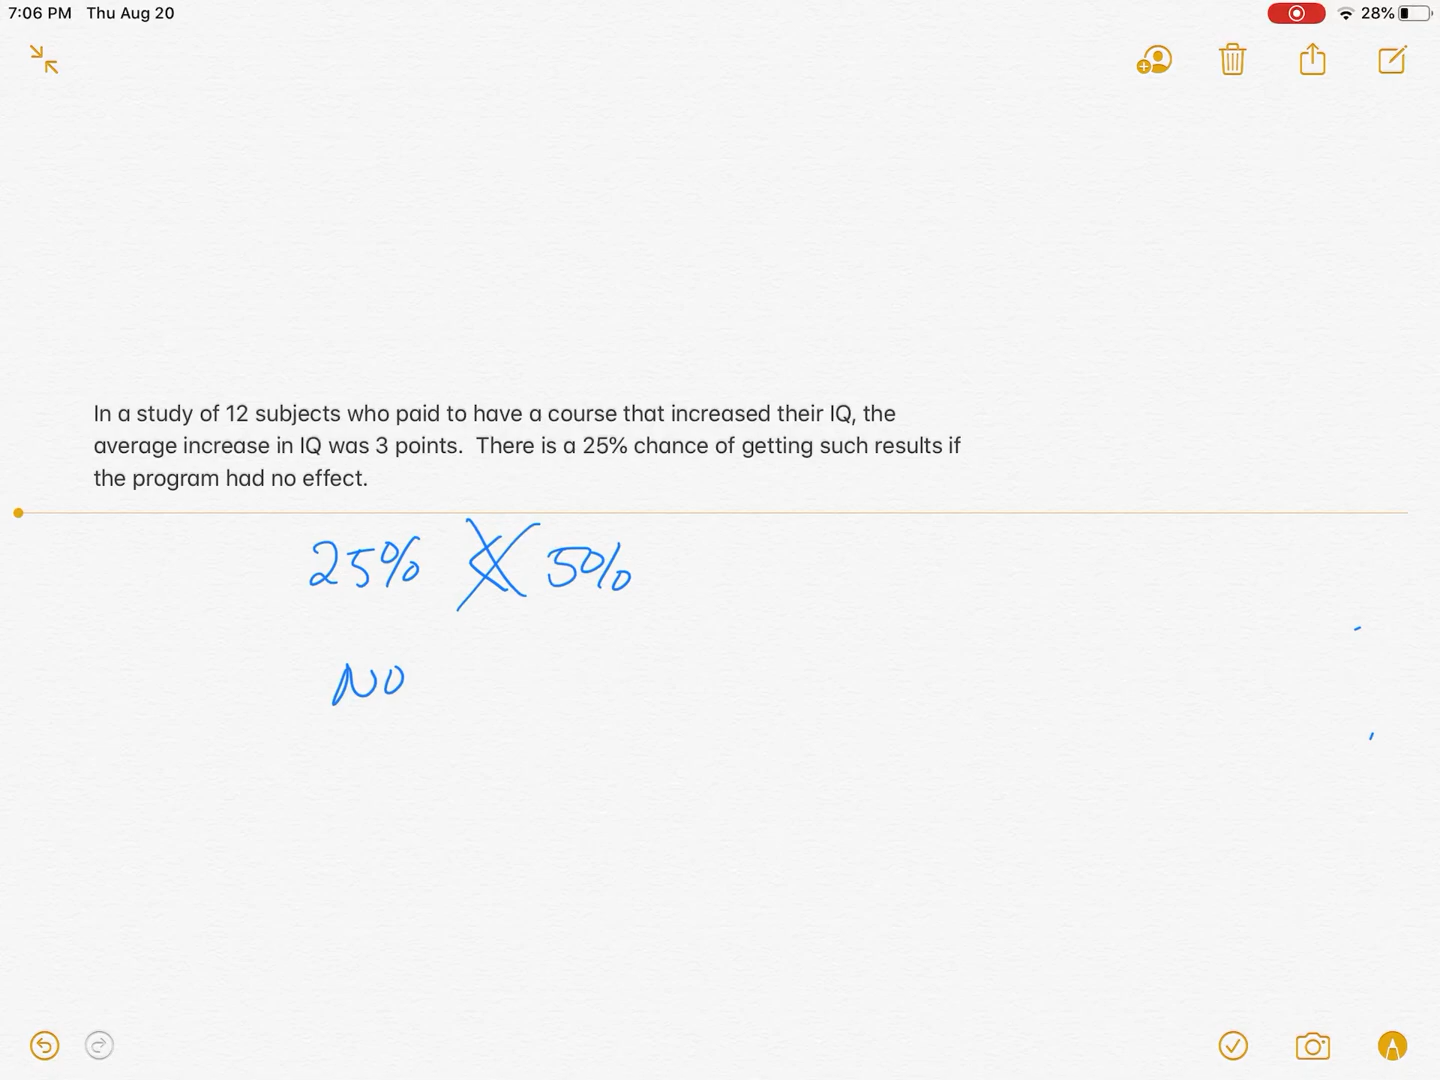 7:06 PM Thu Aug 20 28%
In a study of 12 subjects who paid to have a course that increased their IQ, the
average increase in IQ was 3 points. There is a 25% chance of getting such results if
the program had no effect.
25% < 5%
NO